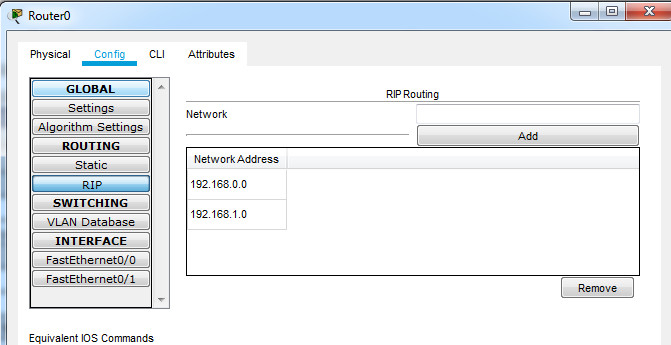 Router0
Physical Config CLI Attributes
GLOBAL
Settings
Algorithm Settings
ROUTING
Static
RIP
SWITCHING
VLAN Database
INTERFACE
FastEthernet0/0
FastEthernet0/1
RIP Routing
Network
Add
Network Address
192.168.0.0
192.168.1.0
Remove
Equivalent IOS Commands